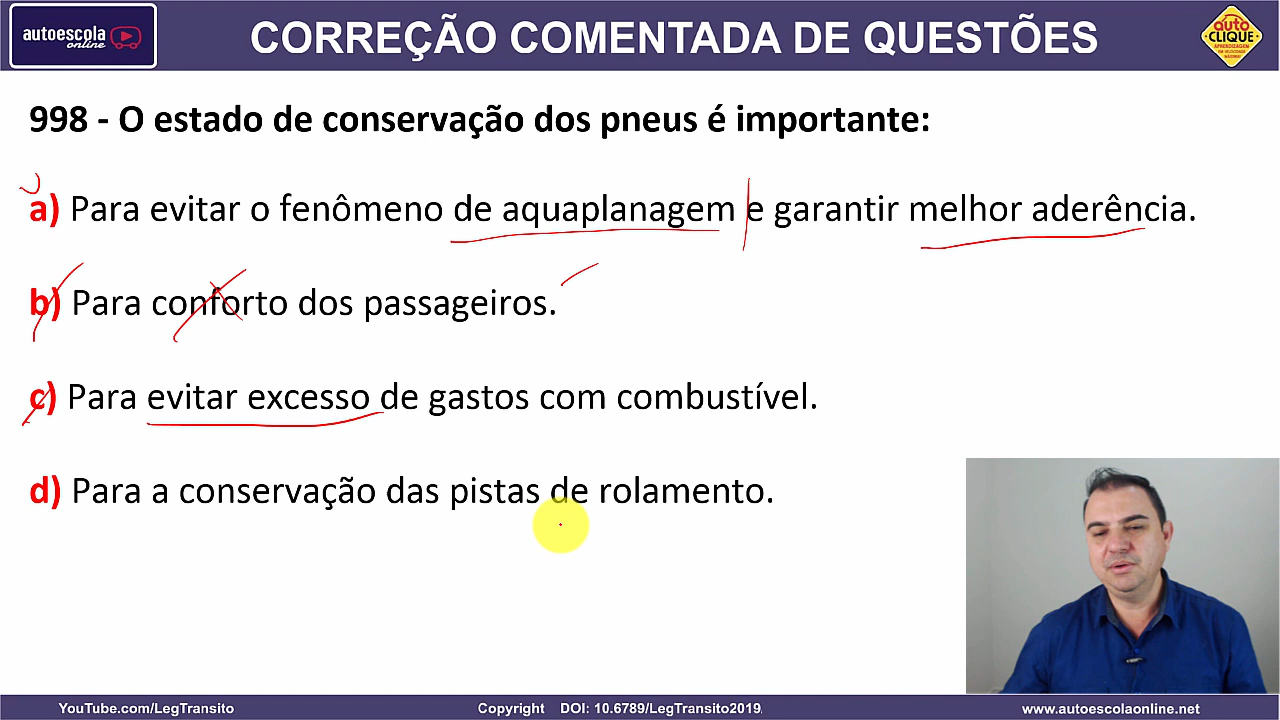 autoescola
online
CORREÇÃO COMENTADA DE QUESTÕES
auto
CLIQUE
APRENDIZAGEM
998 - O estado de conservação dos pneus é importante:
a) Para evitar o fenômeno de aquaplanagem e garantir melhor aderência.
b) Para conforto dos passageiros.
c) Para evitar excesso de gastos com combustível.
d) Para a conservação das pistas de rolamento.
YouTube.com/LegTransito
Copyright DOI: 10.6789/LegTransito2019.
www.autoescolaonline.net